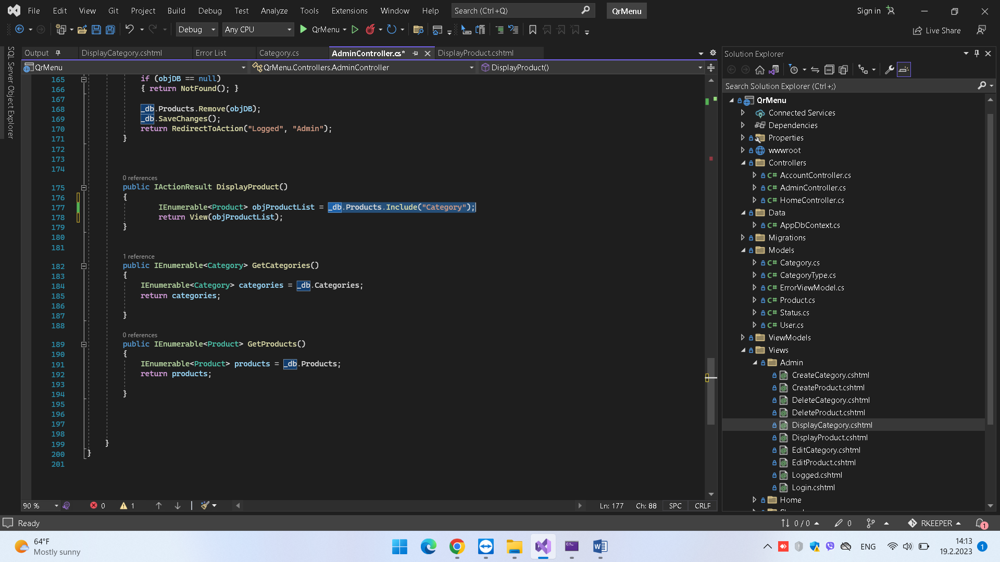 File Edit View Git Project Build Debug Test Analyze Tools Extensions Window Help Search (Ctrl+Q) QrMenu Sign in
Debug Any CPU QrMenu Live Share
SQL Server Object Explorer
Output DisplayCategory.cshtml Error List Category.cs AdminController.cs* DisplayProduct.cshtml
QrMenu QrMenu.Controllers.AdminController DisplayProduct()
165 if (objDB == null)
166 { return NotFound(); }
167
168 _db.Products.Remove(objDB);
169 _db.SaveChanges();
170 return RedirectToAction("Logged", "Admin");
171 }
172
173
174
0 references
175 public IActionResult DisplayProduct()
176 {
177 IEnumerable<Product> objProductList = _db.Products.Include("Category");
178 return View(objProductList);
179 }
180
181
1 reference
182 public IEnumerable<Category> GetCategories()
183 {
184 IEnumerable<Category> categories = _db.Categories;
185 return categories;
186
187 }
188
0 references
189 public IEnumerable<Product> GetProducts()
190 {
191 IEnumerable<Product> products = _db.Products;
192 return products;
193
194 }
195
196
197
198
199 }
200 }
201
90 % 0 1 Ln: 177 Ch: 88 SPC CRLF
Solution Explorer
Search Solution Explorer (Ctrl+;)
QrMenu
Connected Services
Dependencies
Properties
wwwroot
Controllers
C# AccountController.cs
C# AdminController.cs
C# HomeController.cs
Data
C# AppDbContext.cs
Migrations
Models
C# Category.cs
C# CategoryType.cs
C# ErrorViewModel.cs
C# Product.cs
C# Status.cs
C# User.cs
ViewModels
Views
Admin
CreateCategory.cshtml
CreateProduct.cshtml
DeleteCategory.cshtml
DeleteProduct.cshtml
DisplayCategory.cshtml
DisplayProduct.cshtml
EditCategory.cshtml
EditProduct.cshtml
Logged.cshtml
Login.cshtml
Home
Ready 0 / 0 0 RKEEPER 1
64°F
Mostly sunny
ENG
14:13
19.2.2023
1